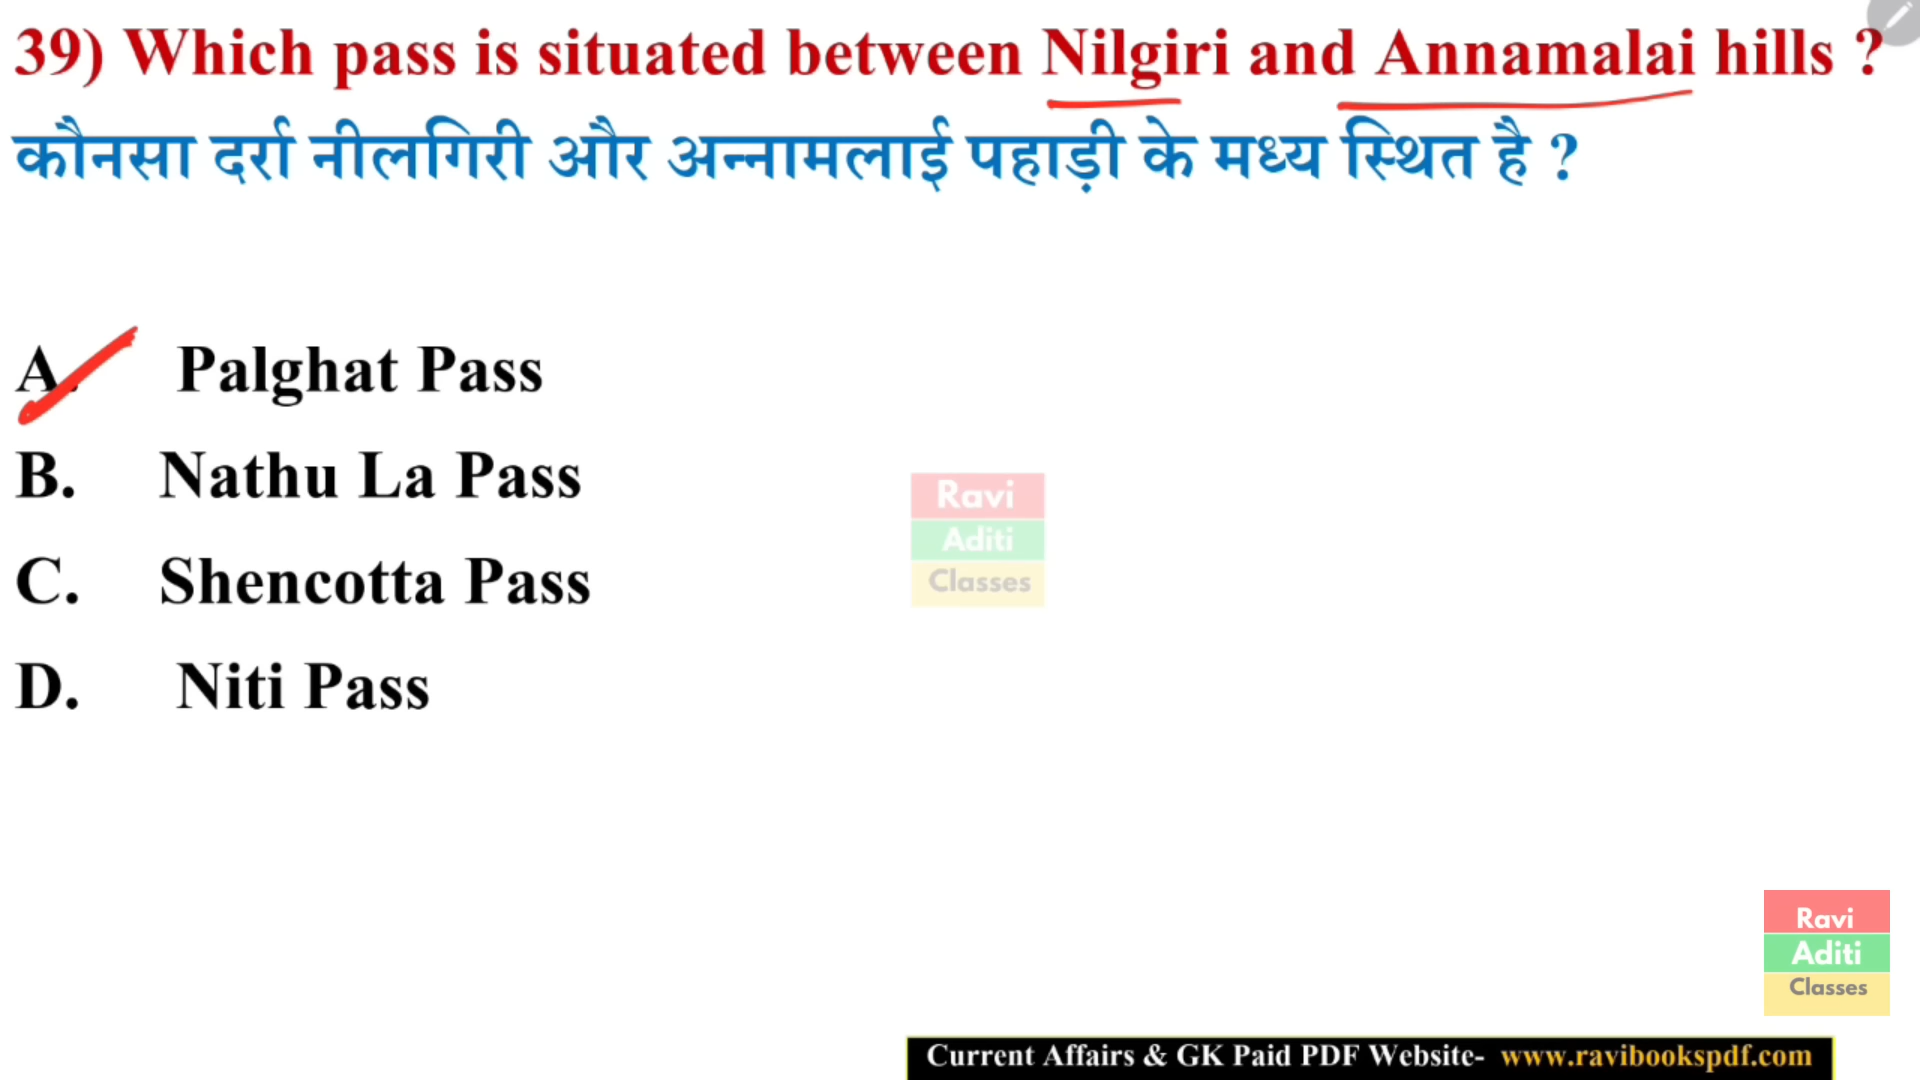 39) Which pass is situated between Nilgiri and Annamalai hills ?
कौनसा दर्रा नीलगिरी और अन्नामलाई पहाड़ी के मध्य स्थित है ?
A. Palghat Pass
B. Nathu La Pass
C. Shencotta Pass
D. Niti Pass
Ravi
Aditi
Classes
Ravi
Aditi
Classes
Current Affairs & GK Paid PDF Website- www.ravibookspdf.com